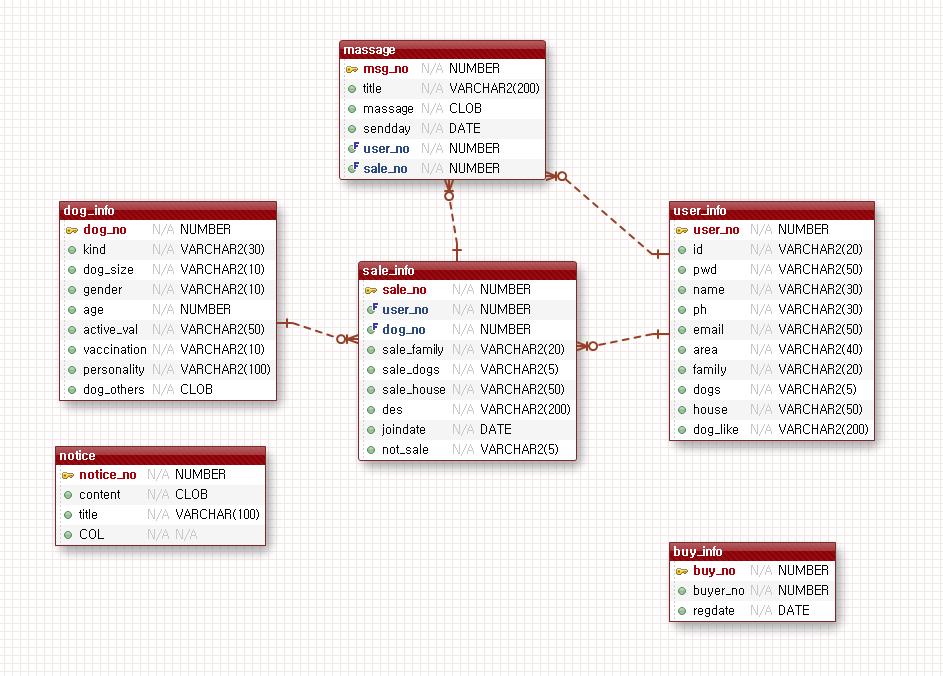 massage
msg_no N/A NUMBER
title N/A VARCHAR2(200)
massage N/A CLOB
sendday N/A DATE
user_no N/A NUMBER
sale_no N/A NUMBER
dog_info
dog_no N/A NUMBER
kind N/A VARCHAR2(30)
dog_size N/A VARCHAR2(10)
gender N/A VARCHAR2(10)
age N/A NUMBER
active_val N/A VARCHAR2(50)
vaccination N/A VARCHAR2(10)
personality N/A VARCHAR2(100)
dog_others N/A CLOB
sale_info
sale_no N/A NUMBER
user_no N/A NUMBER
dog_no N/A NUMBER
sale_family N/A VARCHAR2(20)
sale_dogs N/A VARCHAR2(5)
sale_house N/A VARCHAR2(50)
des N/A VARCHAR2(200)
joindate N/A DATE
not_sale N/A VARCHAR2(5)
user_info
user_no N/A NUMBER
id N/A VARCHAR2(20)
pwd N/A VARCHAR2(50)
name N/A VARCHAR2(30)
ph N/A VARCHAR2(30)
email N/A VARCHAR2(50)
area N/A VARCHAR2(40)
family N/A VARCHAR2(20)
dogs N/A VARCHAR2(5)
house N/A VARCHAR2(50)
dog_like N/A VARCHAR2(200)
notice
notice_no N/A NUMBER
content N/A CLOB
title N/A VARCHAR(100)
COL N/A N/A
buy_info
buy_no N/A NUMBER
buyer_no N/A NUMBER
regdate N/A DATE